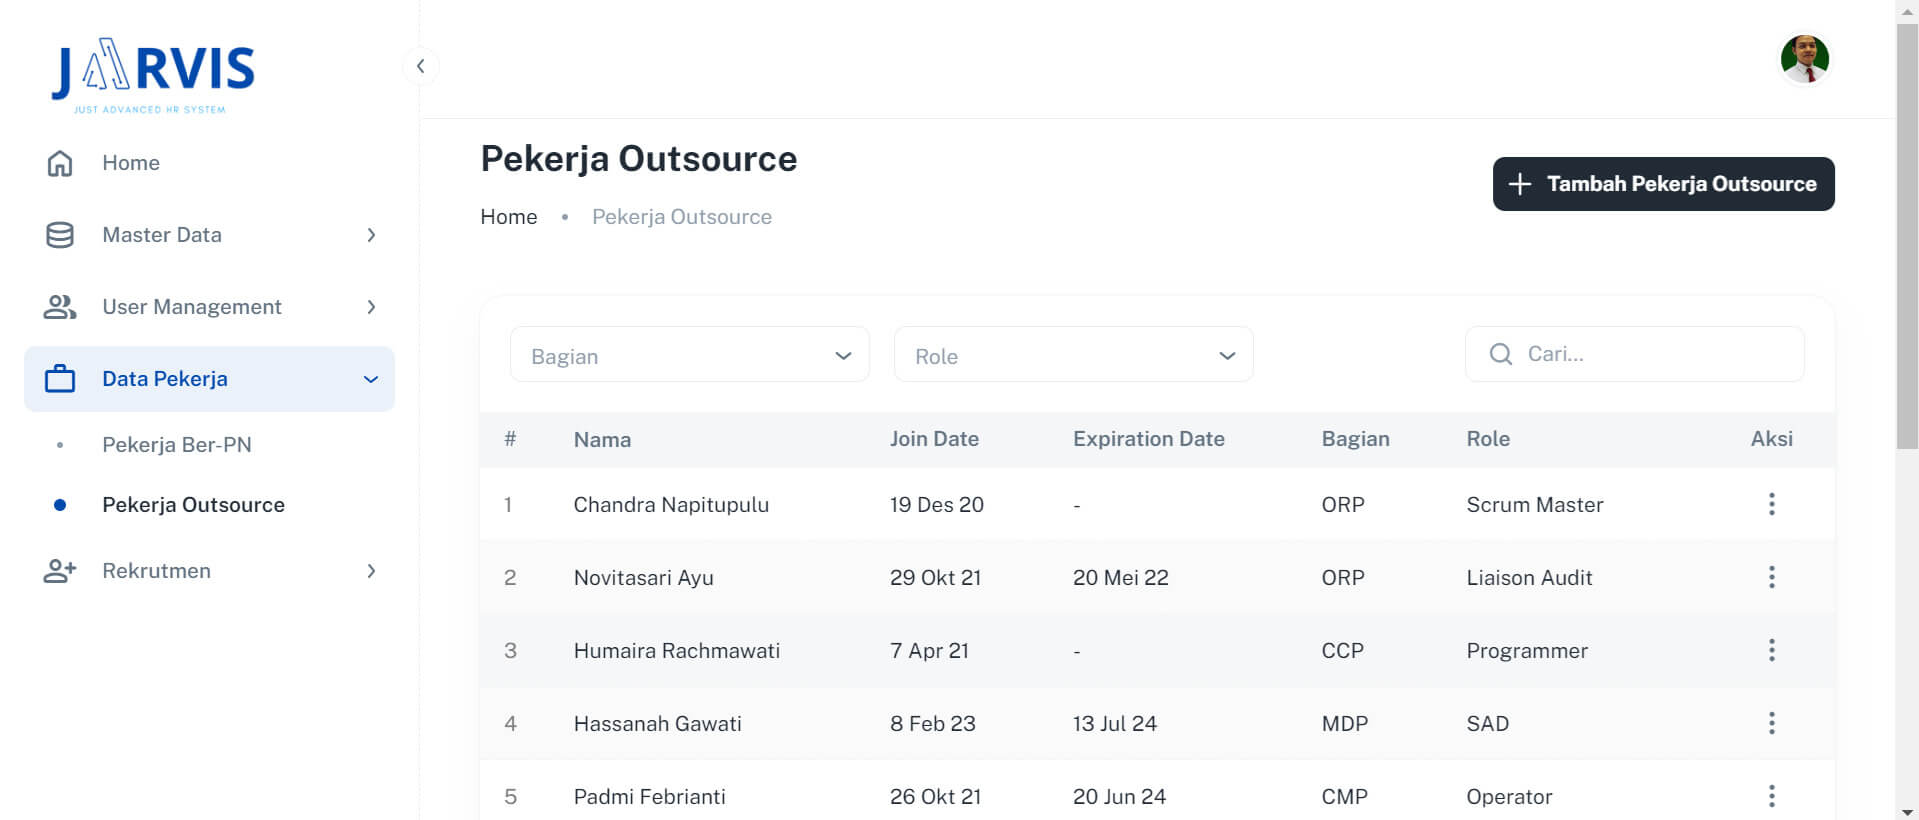 JARVIS
JUST ADVANCED HR SYSTEM
Home
Master Data
User Management
Data Pekerja
Pekerja Ber-PN
Pekerja Outsource
Rekrutmen
Pekerja Outsource
Home • Pekerja Outsource
Tambah Pekerja Outsource
Bagian Role Cari...
# Nama Join Date Expiration Date Bagian Role Aksi
1 Chandra Napitupulu 19 Des 20 - ORP Scrum Master
2 Novitasari Ayu 29 Okt 21 20 Mei 22 ORP Liaison Audit
3 Humaira Rachmawati 7 Apr 21 - CCP Programmer
4 Hassanah Gawati 8 Feb 23 13 Jul 24 MDP SAD
5 Padmi Febrianti 26 Okt 21 20 Jun 24 CMP Operator